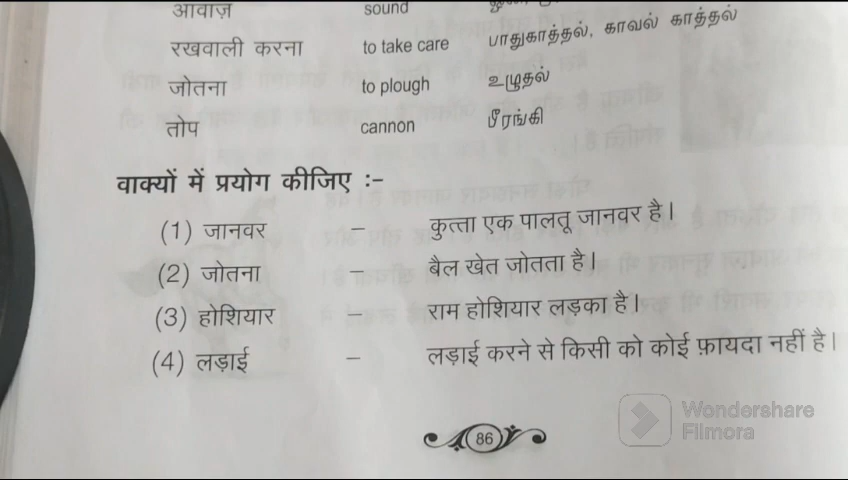 आवाज़ sound
रखवाली करना to take care பாதுகாத்தல், காவல் காத்தல்
जोतना to plough உழுதல்
तोप cannon பீரங்கி
वाक्यों में प्रयोग कीजिए :-
(1) जानवर – कुत्ता एक पालतू जानवर है।
(2) जोतना – बैल खेत जोतता है।
(3) होशियार – राम होशियार लड़का है।
(4) लड़ाई – लड़ाई करने से किसी को कोई फ़ायदा नहीं है।
86
Wondershare
Filmora